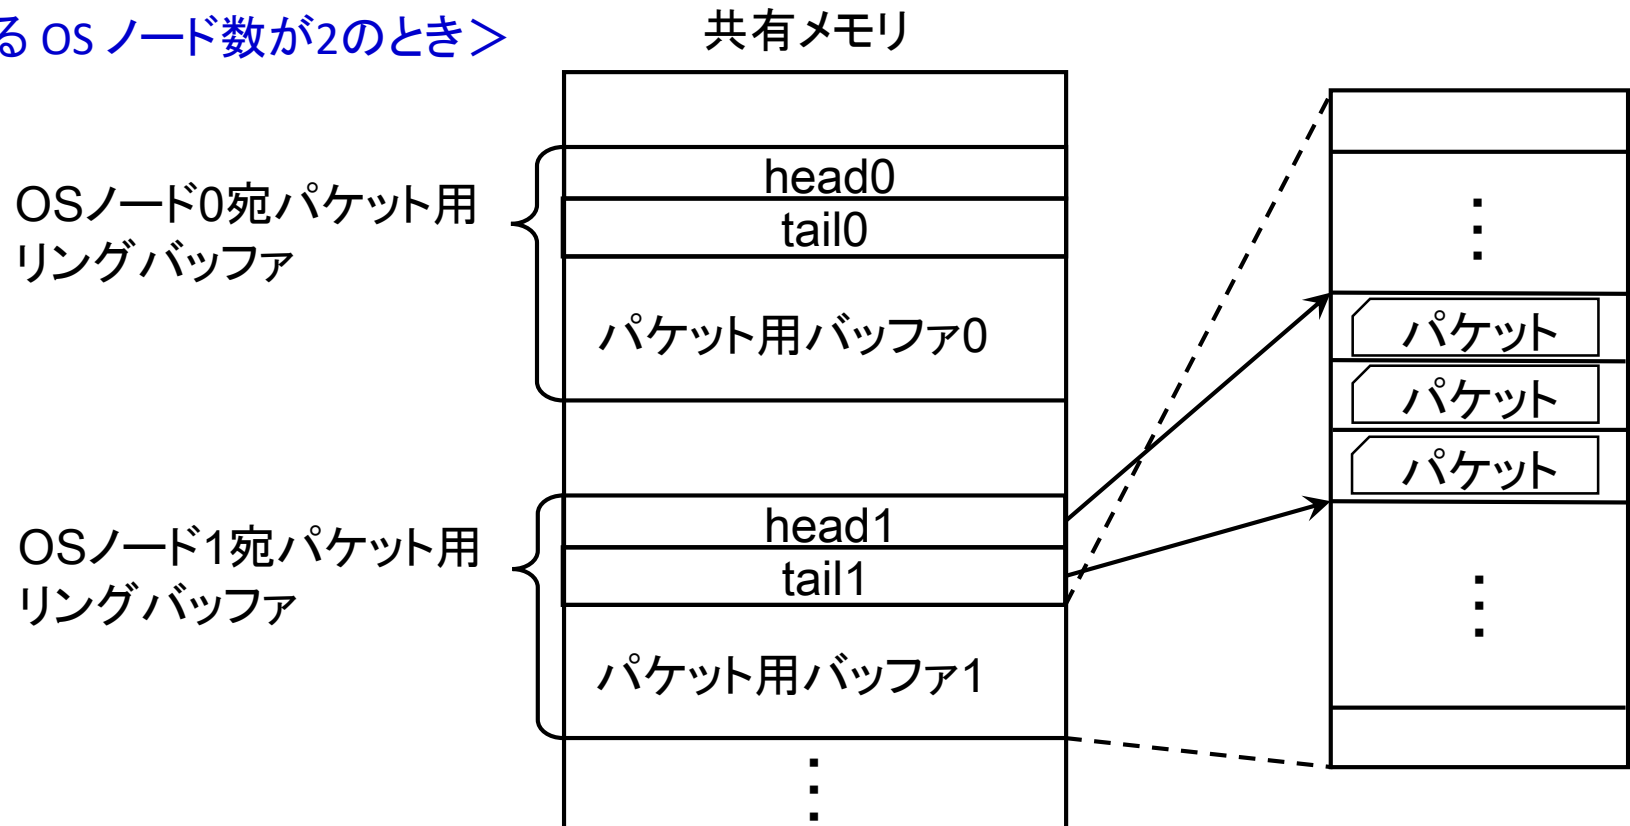 る OS ノード数が2のとき＞
共有メモリ
OSノード0宛パケット用
リングバッファ
head0
tail0
パケット用バッファ0
OSノード1宛パケット用
リングバッファ
head1
tail1
パケット用バッファ1
パケット
パケット
パケット